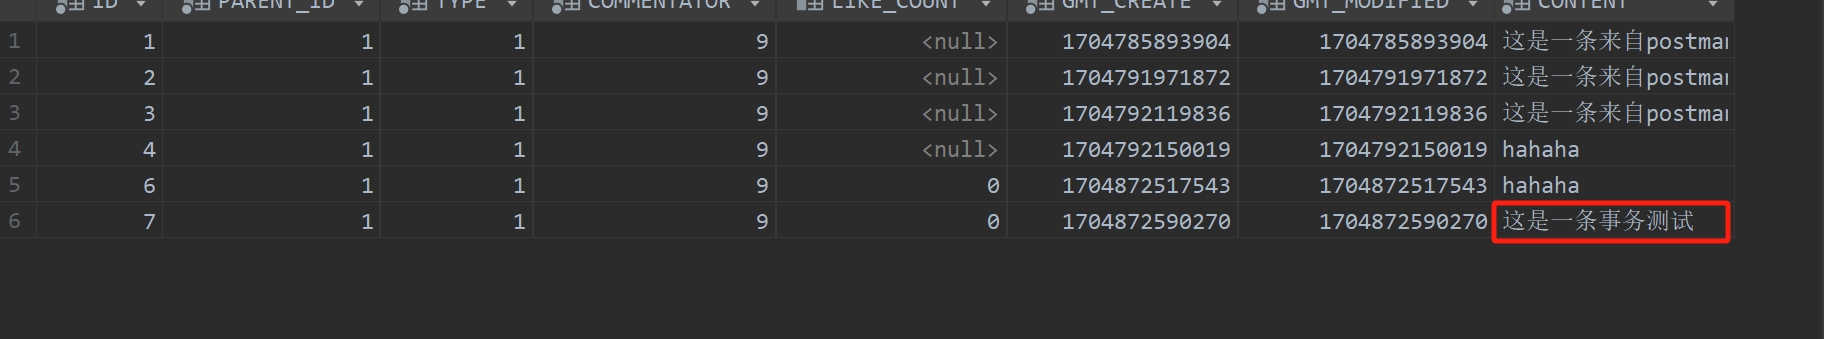 ID PARENT_ID TYPE COMMENTATOR LIKE_COUNT GMT_CREATE GMT_MODIFIED CONTENT
1 1 1 1 9 <null> 1704785893904 1704785893904 这是一条来自postman
2 2 1 1 9 <null> 1704791971872 1704791971872 这是一条来自postman
3 3 1 1 9 <null> 1704792119836 1704792119836 这是一条来自postman
4 4 1 1 9 <null> 1704792150019 1704792150019 hahaha
5 6 1 1 9 0 1704872517543 1704872517543 hahaha
6 7 1 1 9 0 1704872590270 1704872590270 这是一条事务测试